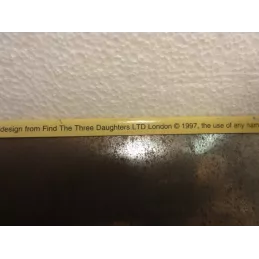 design from Find The Three Daughters LTD London © 1997, the use of any